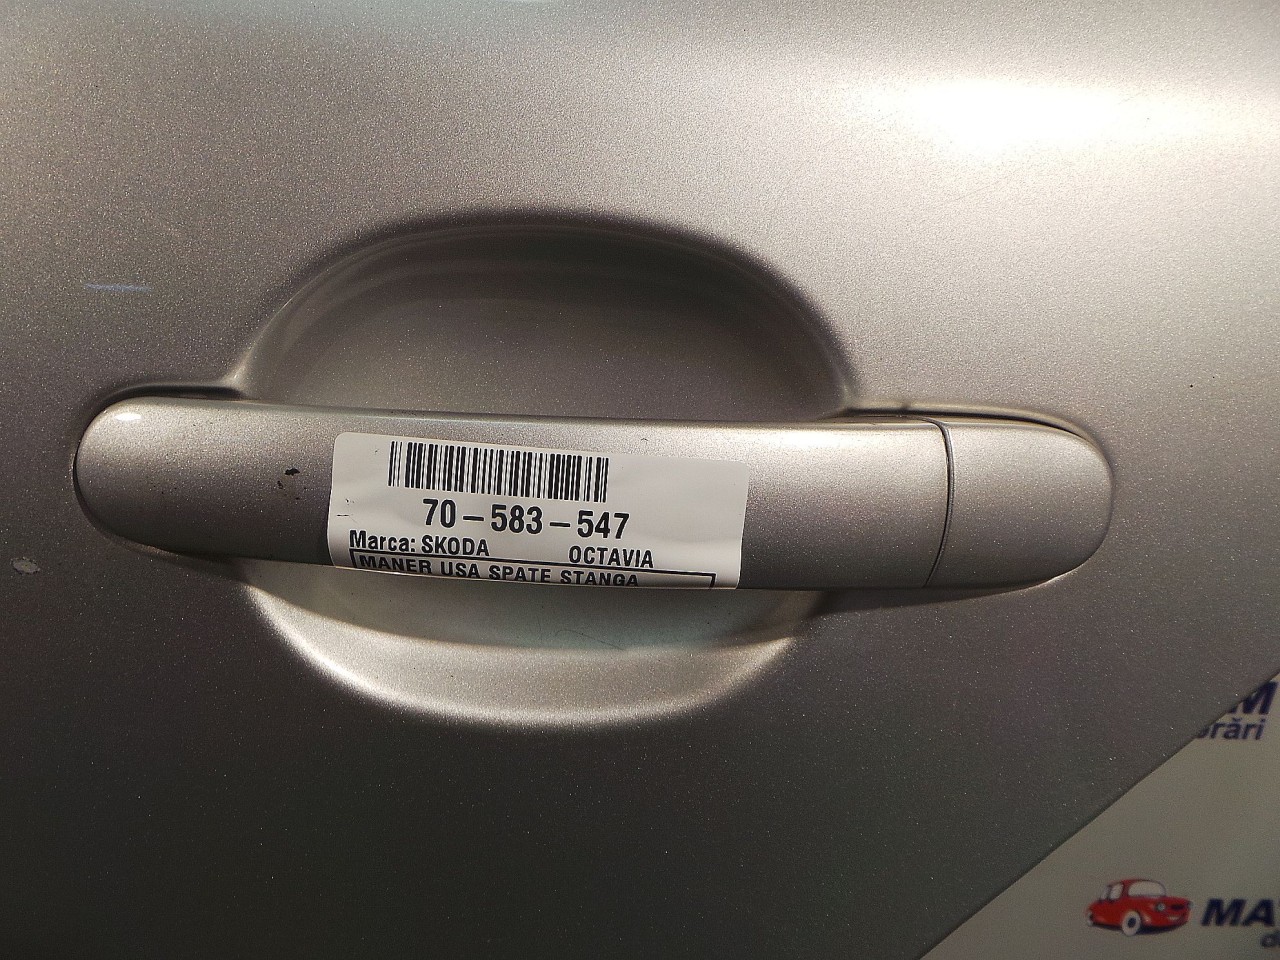 70-583-547
Marca: SKODA OCTAVIA
MANER USA SPATE STANGA